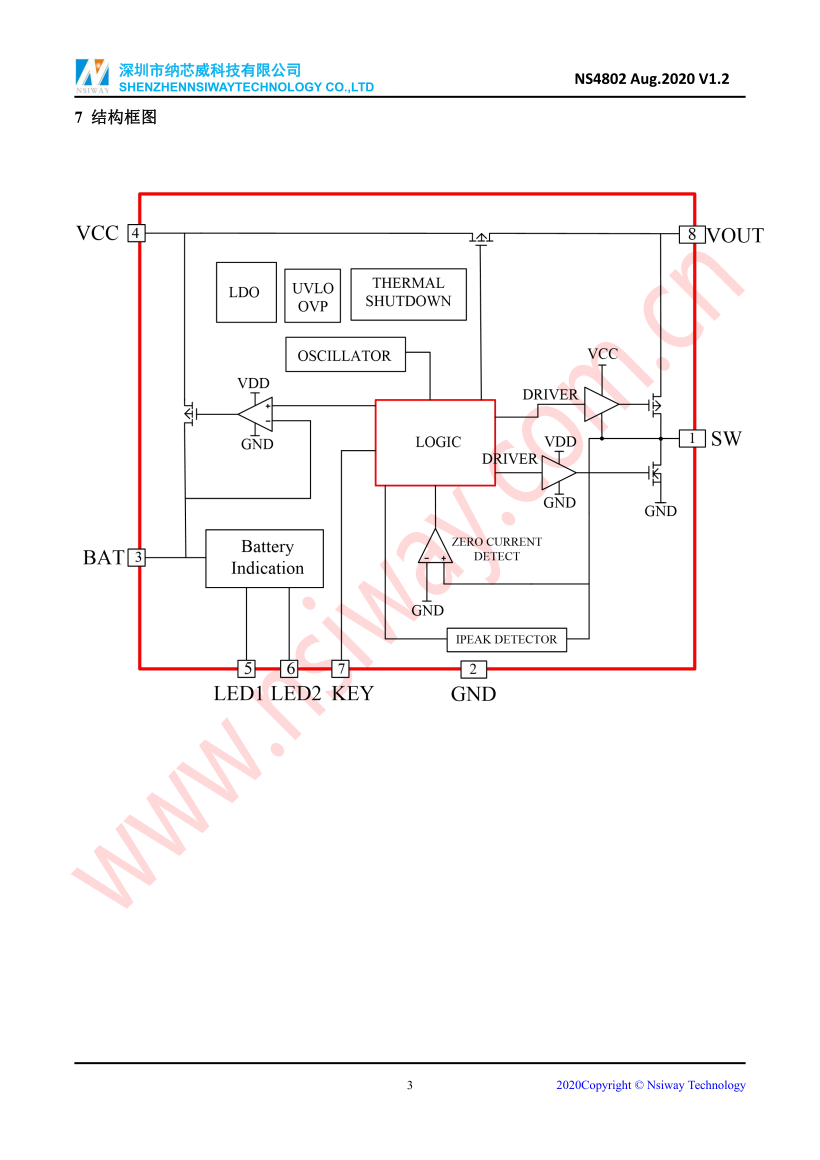 深圳市纳芯威科技有限公司
NSIWAY
SHENZHENNSIWAYTECHNOLOGY CO.,LTD
NS4802 Aug.2020 V1.2
7 结构框图
VCC 4
8 VOUT
LDO
UVLO
OVP
THERMAL
SHUTDOWN
OSCILLATOR
VCC
VDD
DRIVER
+
-
GND
LOGIC
VDD
1 SW
DRIVER
GND
GND
ZERO CURRENT
DETECT
- +
BAT 3
Battery
Indication
GND
IPEAK DETECTOR
5 6 7 2
LED1 LED2 KEY GND
www.nsiway.com.cn
3
2020Copyright © Nsiway Technology